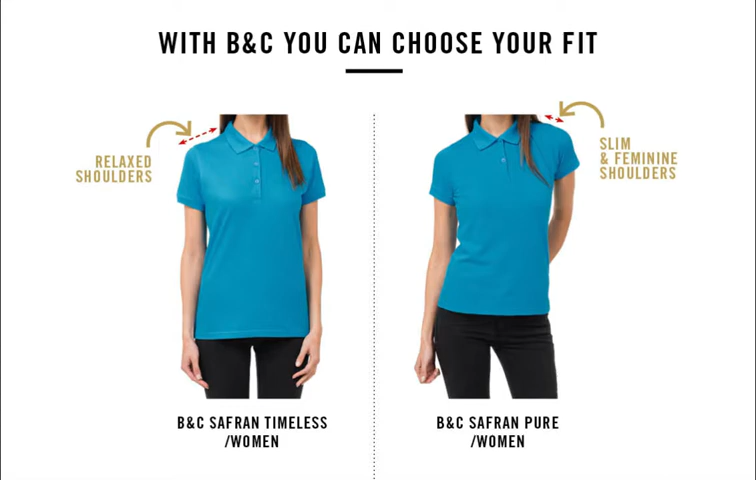 WITH B&C YOU CAN CHOOSE YOUR FIT
RELAXED
SHOULDERS
SLIM
& FEMININE
SHOULDERS
B&C SAFRAN TIMELESS
/WOMEN
B&C SAFRAN PURE
/WOMEN